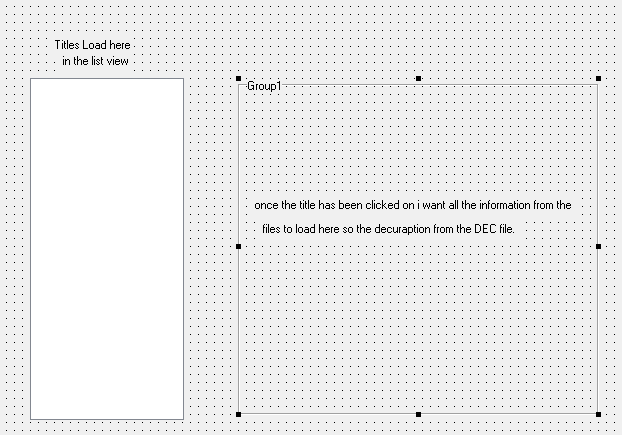 Titles Load here
in the list view
Group1
once the title has been clicked on i want all the information from the
files to load here so the decuraption from the DEC file.